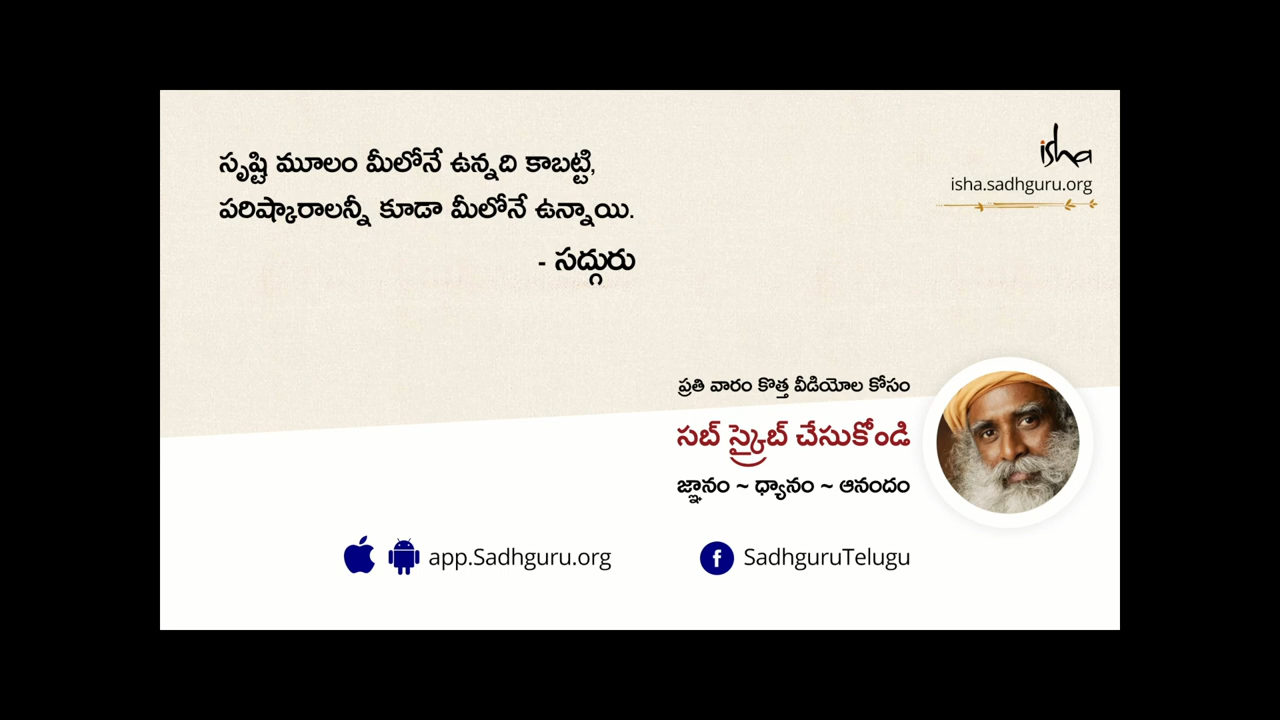 సృష్టి మూలం మీలోనే ఉన్నది కాబట్టి,
పరిష్కారాలన్నీ కూడా మీలోనే ఉన్నాయి.
- సద్గురు
isha
isha.sadhguru.org
ప్రతి వారం కొత్త వీడియోల కోసం
సబ్ స్క్రైబ్ చేసుకోండి
జ్ఞానం ~ ధ్యానం ~ ఆనందం
app.Sadhguru.org
f SadhguruTelugu